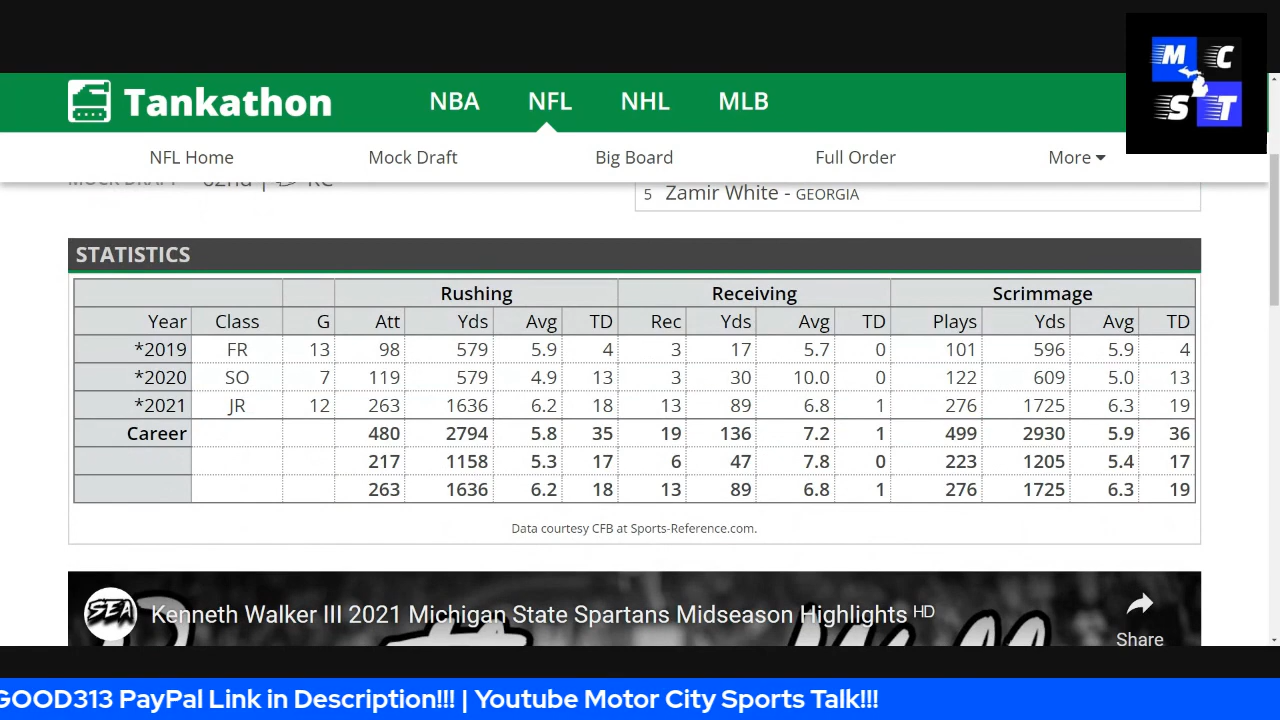 M C
S T
Tankathon NBA NFL NHL MLB
NFL Home Mock Draft Big Board Full Order More
MOCK DRAFT 62nd | KC
5 Zamir White - GEORGIA
STATISTICS
Rushing Receiving Scrimmage
Year Class G Att Yds Avg TD Rec Yds Avg TD Plays Yds Avg TD
*2019 FR 13 98 579 5.9 4 3 17 5.7 0 101 596 5.9 4
*2020 SO 7 119 579 4.9 13 3 30 10.0 0 122 609 5.0 13
*2021 JR 12 263 1636 6.2 18 13 89 6.8 1 276 1725 6.3 19
Career 480 2794 5.8 35 19 136 7.2 1 499 2930 5.9 36
217 1158 5.3 17 6 47 7.8 0 223 1205 5.4 17
263 1636 6.2 18 13 89 6.8 1 276 1725 6.3 19
Data courtesy CFB at Sports-Reference.com.
SEA Kenneth Walker III 2021 Michigan State Spartans Midseason Highlights HD
Share
GOOD313 PayPal Link in Description!!! | Youtube Motor City Sports Talk!!!